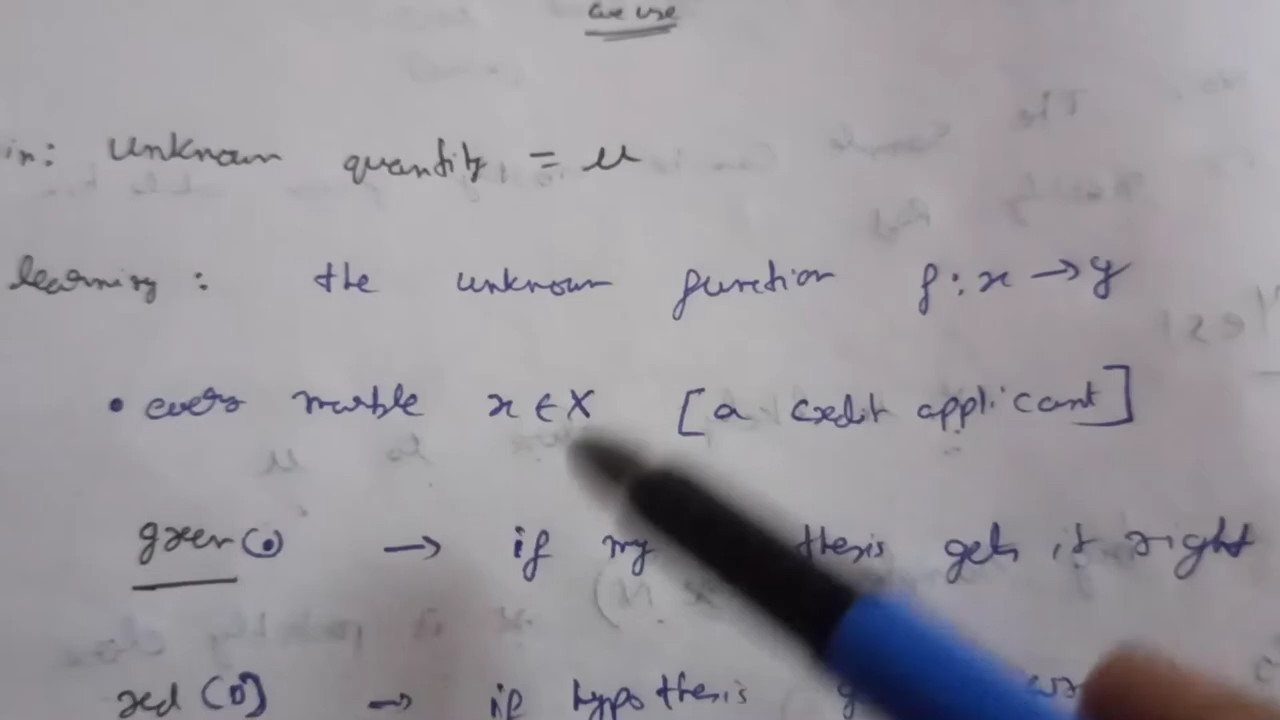 we use
in: unknown quantity = u
learning: the unknown function f: x → y
• every marble x ∈ X [a credit applicant]
green → if my thesis gets it right
red → if hypothesis